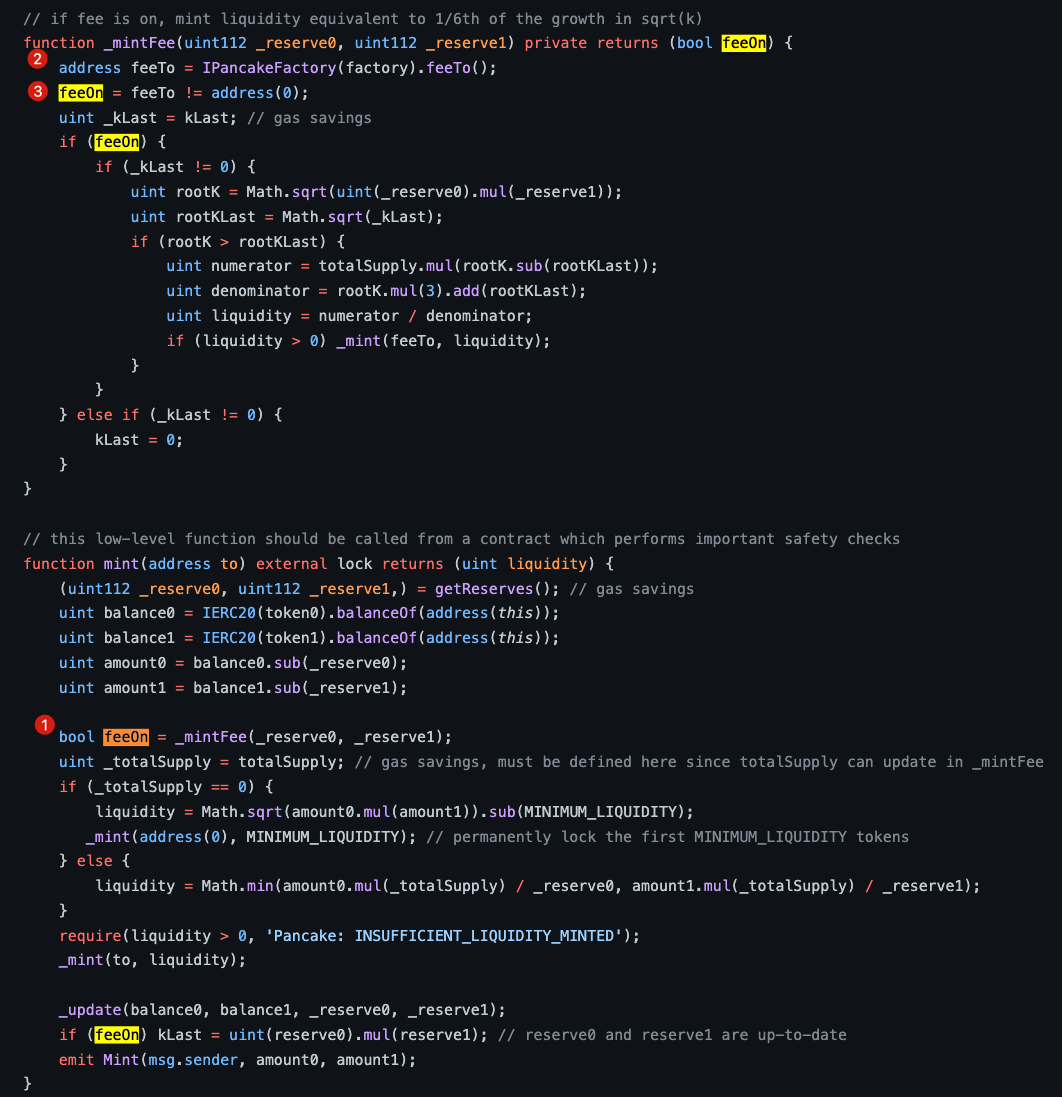 // if fee is on, mint liquidity equivalent to 1/6th of the growth in sqrt(k)
function _mintFee(uint112 _reserve0, uint112 _reserve1) private returns (bool feeOn) {
2
    address feeTo = IPancakeFactory(factory).feeTo();
3
    feeOn = feeTo != address(0);
    uint _kLast = kLast; // gas savings
    if (feeOn) {
        if (_kLast != 0) {
            uint rootK = Math.sqrt(uint(_reserve0).mul(_reserve1));
            uint rootKLast = Math.sqrt(_kLast);
            if (rootK > rootKLast) {
                uint numerator = totalSupply.mul(rootK.sub(rootKLast));
                uint denominator = rootK.mul(3).add(rootKLast);
                uint liquidity = numerator / denominator;
                if (liquidity > 0) _mint(feeTo, liquidity);
            }
        }
    } else if (_kLast != 0) {
        kLast = 0;
    }
}

// this low-level function should be called from a contract which performs important safety checks
function mint(address to) external lock returns (uint liquidity) {
    (uint112 _reserve0, uint112 _reserve1,) = getReserves(); // gas savings
    uint balance0 = IERC20(token0).balanceOf(address(this));
    uint balance1 = IERC20(token1).balanceOf(address(this));
    uint amount0 = balance0.sub(_reserve0);
    uint amount1 = balance1.sub(_reserve1);

1
    bool feeOn = _mintFee(_reserve0, _reserve1);
    uint _totalSupply = totalSupply; // gas savings, must be defined here since totalSupply can update in _mintFee
    if (_totalSupply == 0) {
        liquidity = Math.sqrt(amount0.mul(amount1)).sub(MINIMUM_LIQUIDITY);
       _mint(address(0), MINIMUM_LIQUIDITY); // permanently lock the first MINIMUM_LIQUIDITY tokens
    } else {
        liquidity = Math.min(amount0.mul(_totalSupply) / _reserve0, amount1.mul(_totalSupply) / _reserve1);
    }
    require(liquidity > 0, 'Pancake: INSUFFICIENT_LIQUIDITY_MINTED');
    _mint(to, liquidity);

    _update(balance0, balance1, _reserve0, _reserve1);
    if (feeOn) kLast = uint(reserve0).mul(reserve1); // reserve0 and reserve1 are up-to-date
    emit Mint(msg.sender, amount0, amount1);
}